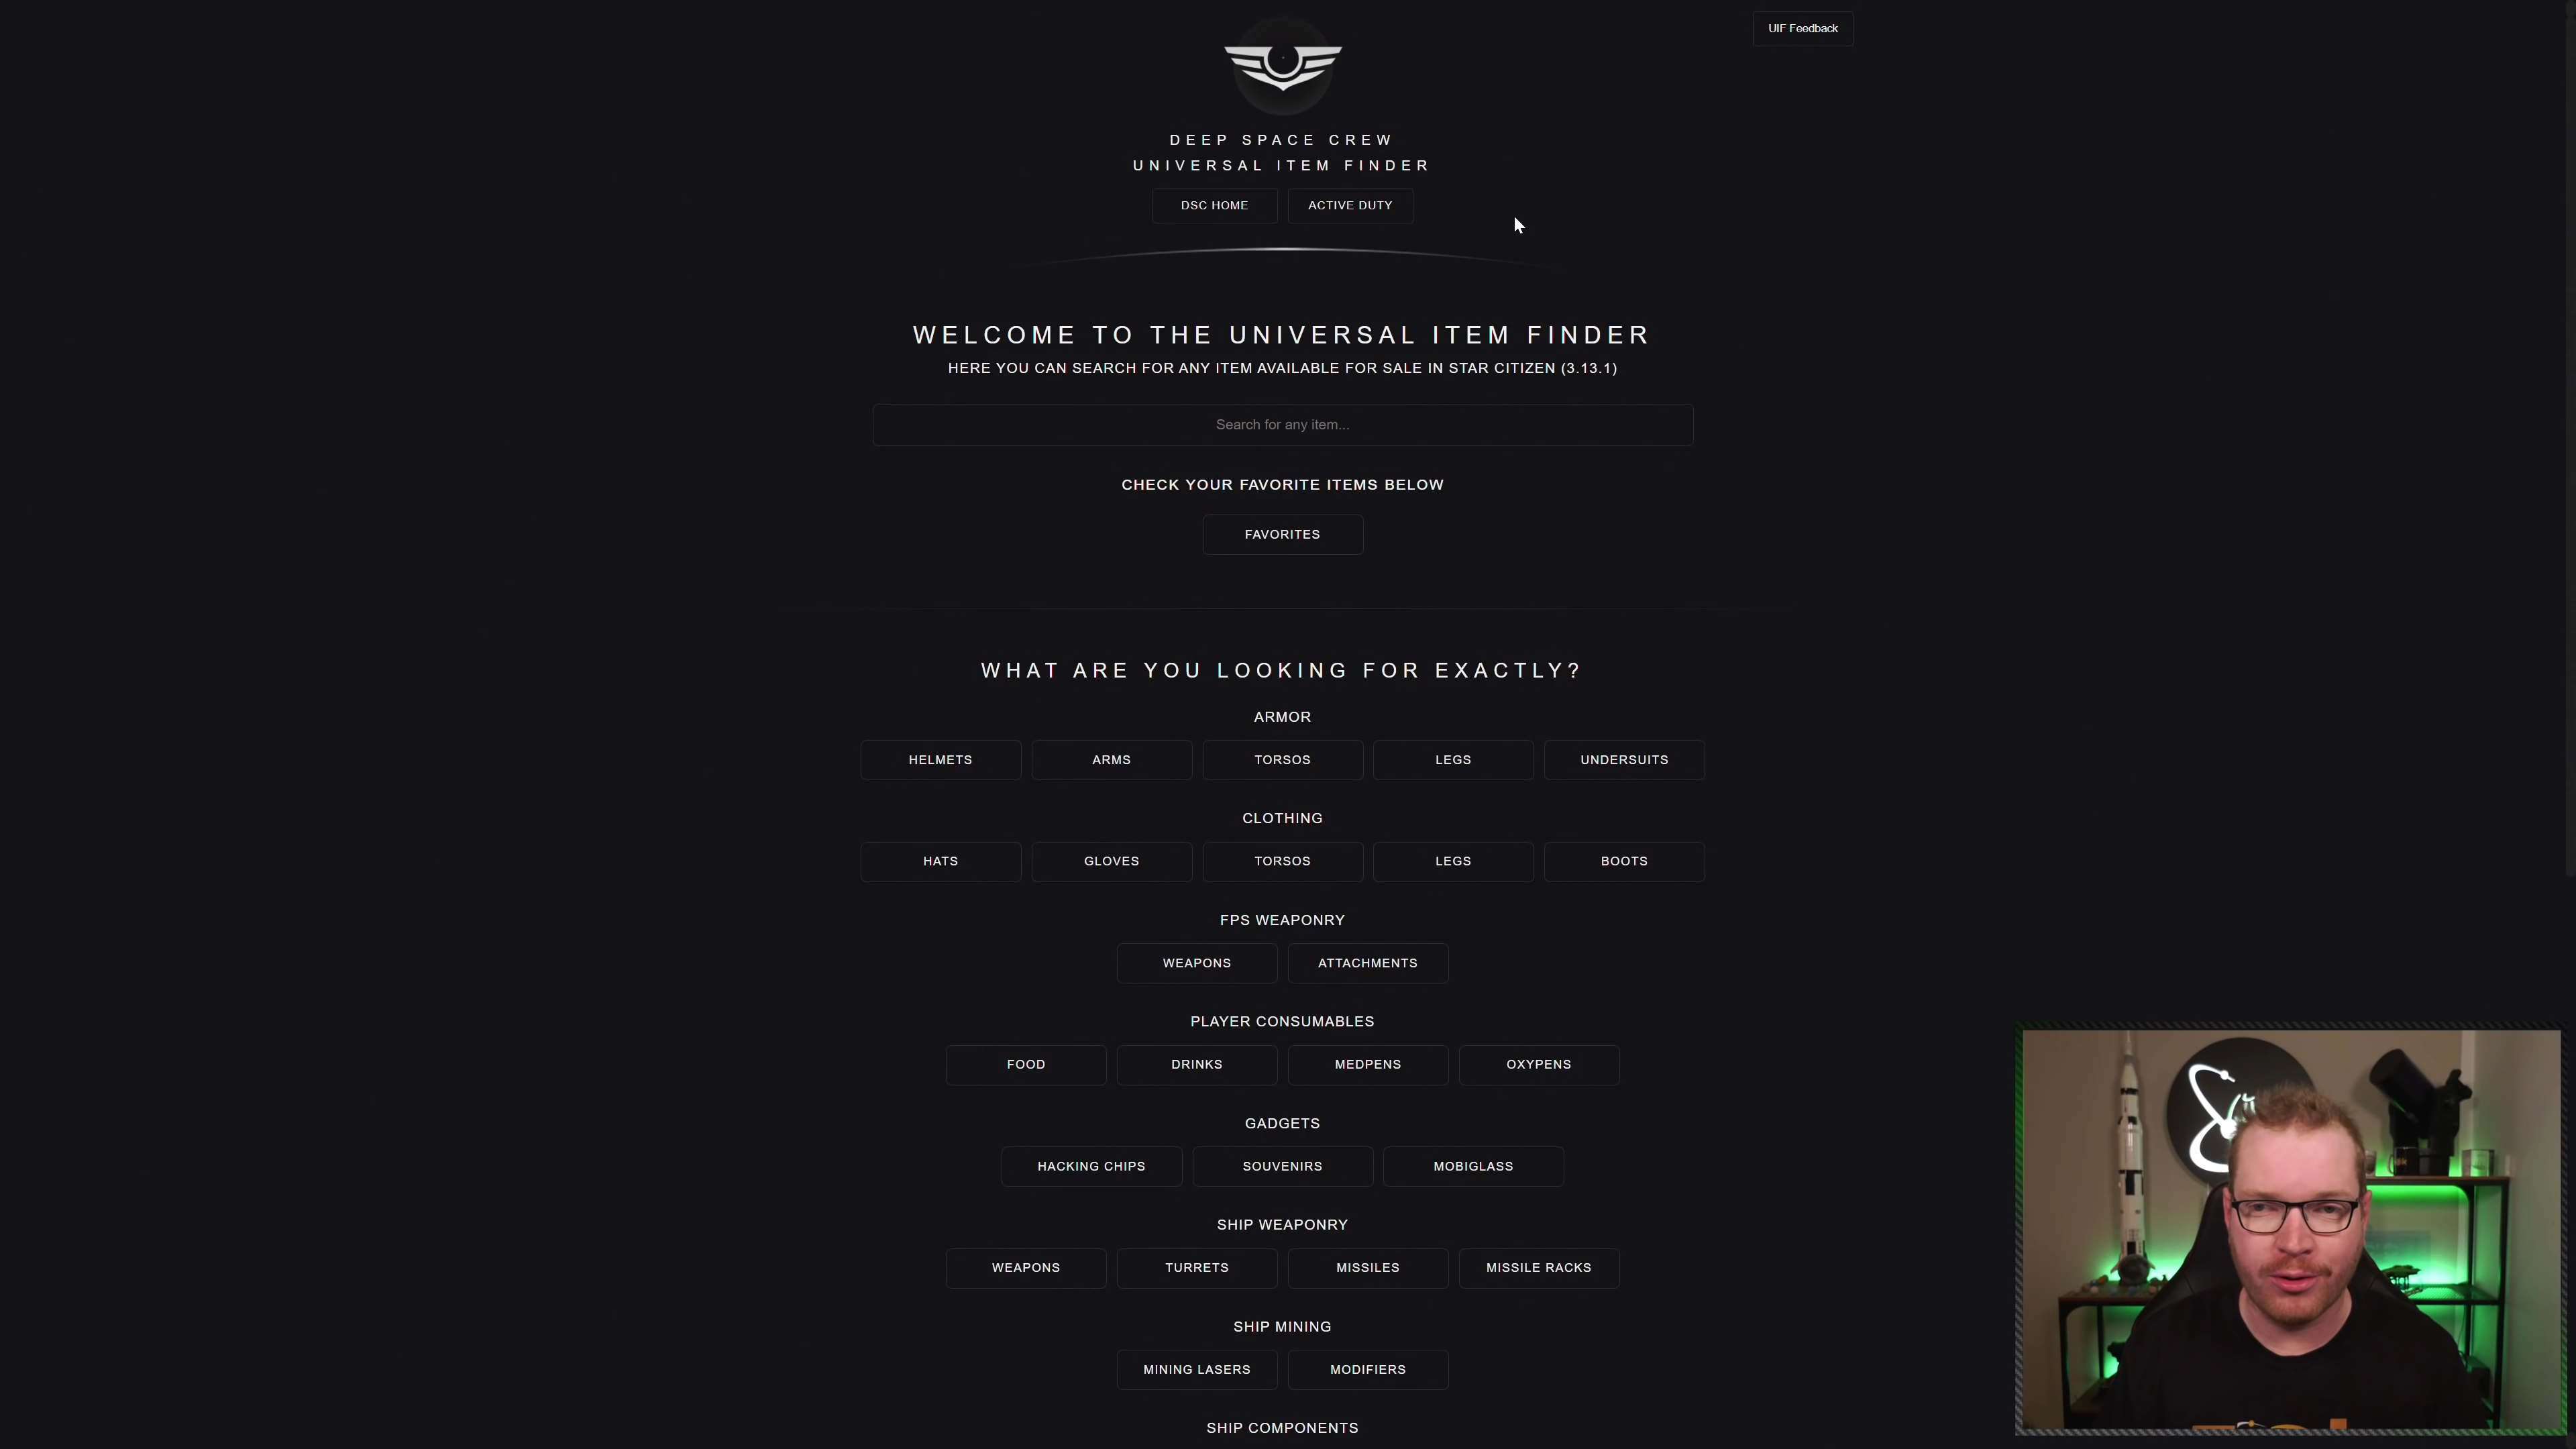 UIF Feedback
DEEP SPACE CREW
UNIVERSAL ITEM FINDER
DSC HOME
ACTIVE DUTY
WELCOME TO THE UNIVERSAL ITEM FINDER
HERE YOU CAN SEARCH FOR ANY ITEM AVAILABLE FOR SALE IN STAR CITIZEN (3.13.1)
Search for any item...
CHECK YOUR FAVORITE ITEMS BELOW
FAVORITES
WHAT ARE YOU LOOKING FOR EXACTLY?
ARMOR
HELMETS
ARMS
TORSOS
LEGS
UNDERSUITS
CLOTHING
HATS
GLOVES
TORSOS
LEGS
BOOTS
FPS WEAPONRY
WEAPONS
ATTACHMENTS
PLAYER CONSUMABLES
FOOD
DRINKS
MEDPENS
OXYPENS
GADGETS
HACKING CHIPS
SOUVENIRS
MOBIGLASS
SHIP WEAPONRY
WEAPONS
TURRETS
MISSILES
MISSILE RACKS
SHIP MINING
MINING LASERS
MODIFIERS
SHIP COMPONENTS